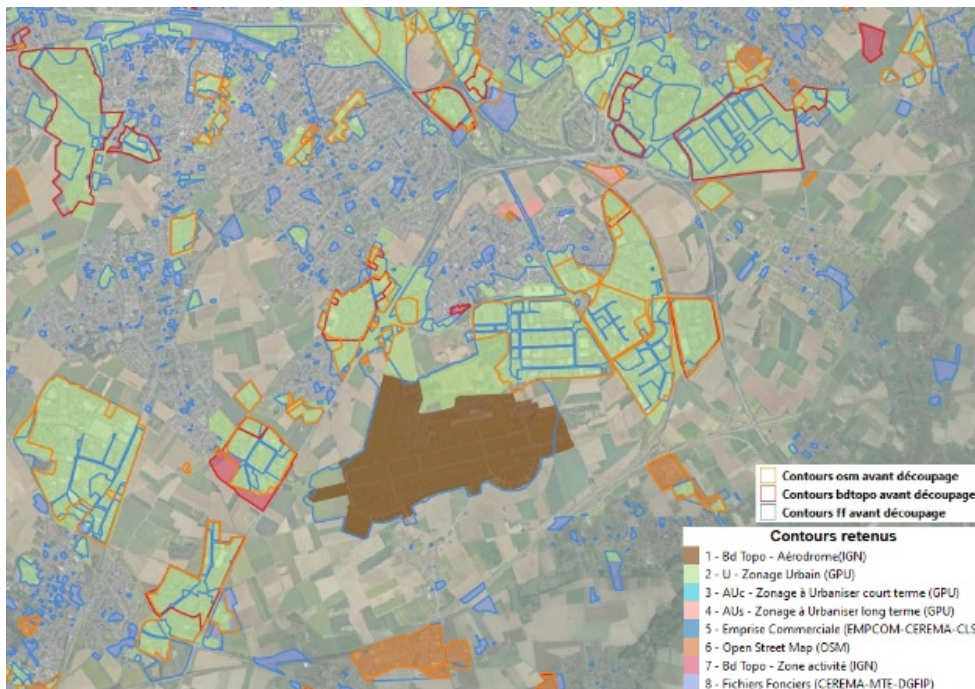 Contours osm avant découpage
Contours bdtopo avant découpage
Contours ff avant découpage
Contours retenus
1 - Bd Topo - Aérodrome(IGN)
2 - U - Zonage Urbain (GPU)
3 - AUc - Zonage à Urbaniser court terme (GPU)
4 - AUs - Zonage à Urbaniser long terme (GPU)
5 - Emprise Commerciale (EMPCOM-CEREMA-CLS
6 - Open Street Map (OSM)
7 - Bd Topo - Zone activité (IGN)
8 - Fichiers Fonciers (CEREMA-MTE-DGFIP)